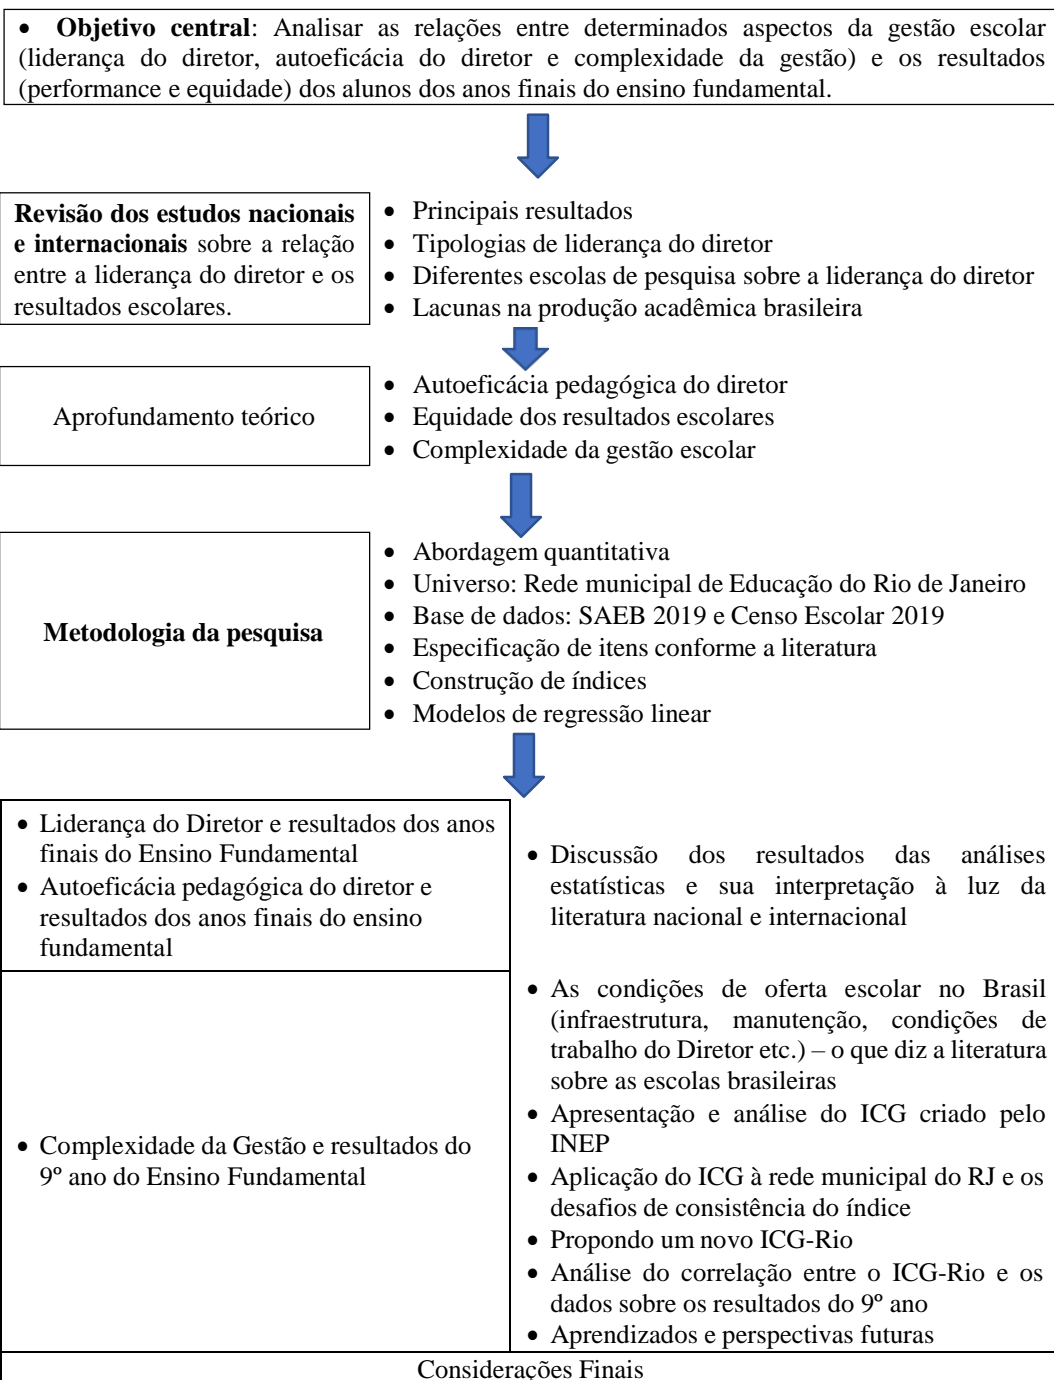 • Objetivo central: Analisar as relações entre determinados aspectos da gestão escolar
(liderança do diretor, autoeficácia do diretor e complexidade da gestão) e os resultados
(performance e equidade) dos alunos dos anos finais do ensino fundamental.
Revisão dos estudos nacionais
e internacionais sobre a relação
entre a liderança do diretor e os
resultados escolares.
• Principais resultados
• Tipologias de liderança do diretor
• Diferentes escolas de pesquisa sobre a liderança do diretor
• Lacunas na produção acadêmica brasileira
Aprofundamento teórico
• Autoeficácia pedagógica do diretor
• Equidade dos resultados escolares
• Complexidade da gestão escolar
Metodologia da pesquisa
• Abordagem quantitativa
• Universo: Rede municipal de Educação do Rio de Janeiro
• Base de dados: SAEB 2019 e Censo Escolar 2019
• Especificação de itens conforme a literatura
• Construção de índices
• Modelos de regressão linear
• Liderança do Diretor e resultados dos anos
finais do Ensino Fundamental
• Autoeficácia pedagógica do diretor e
resultados dos anos finais do ensino
fundamental
• Discussão dos resultados das análises
estatísticas e sua interpretação à luz da
literatura nacional e internacional
• Complexidade da Gestão e resultados do
9º ano do Ensino Fundamental
• As condições de oferta escolar no Brasil
(infraestrutura, manutenção, condições de
trabalho do Diretor etc.) – o que diz a literatura
sobre as escolas brasileiras
• Apresentação e análise do ICG criado pelo
INEP
• Aplicação do ICG à rede municipal do RJ e os
desafios de consistência do índice
• Propondo um novo ICG-Rio
• Análise do correlação entre o ICG-Rio e os
dados sobre os resultados do 9º ano
• Aprendizados e perspectivas futuras
Considerações Finais